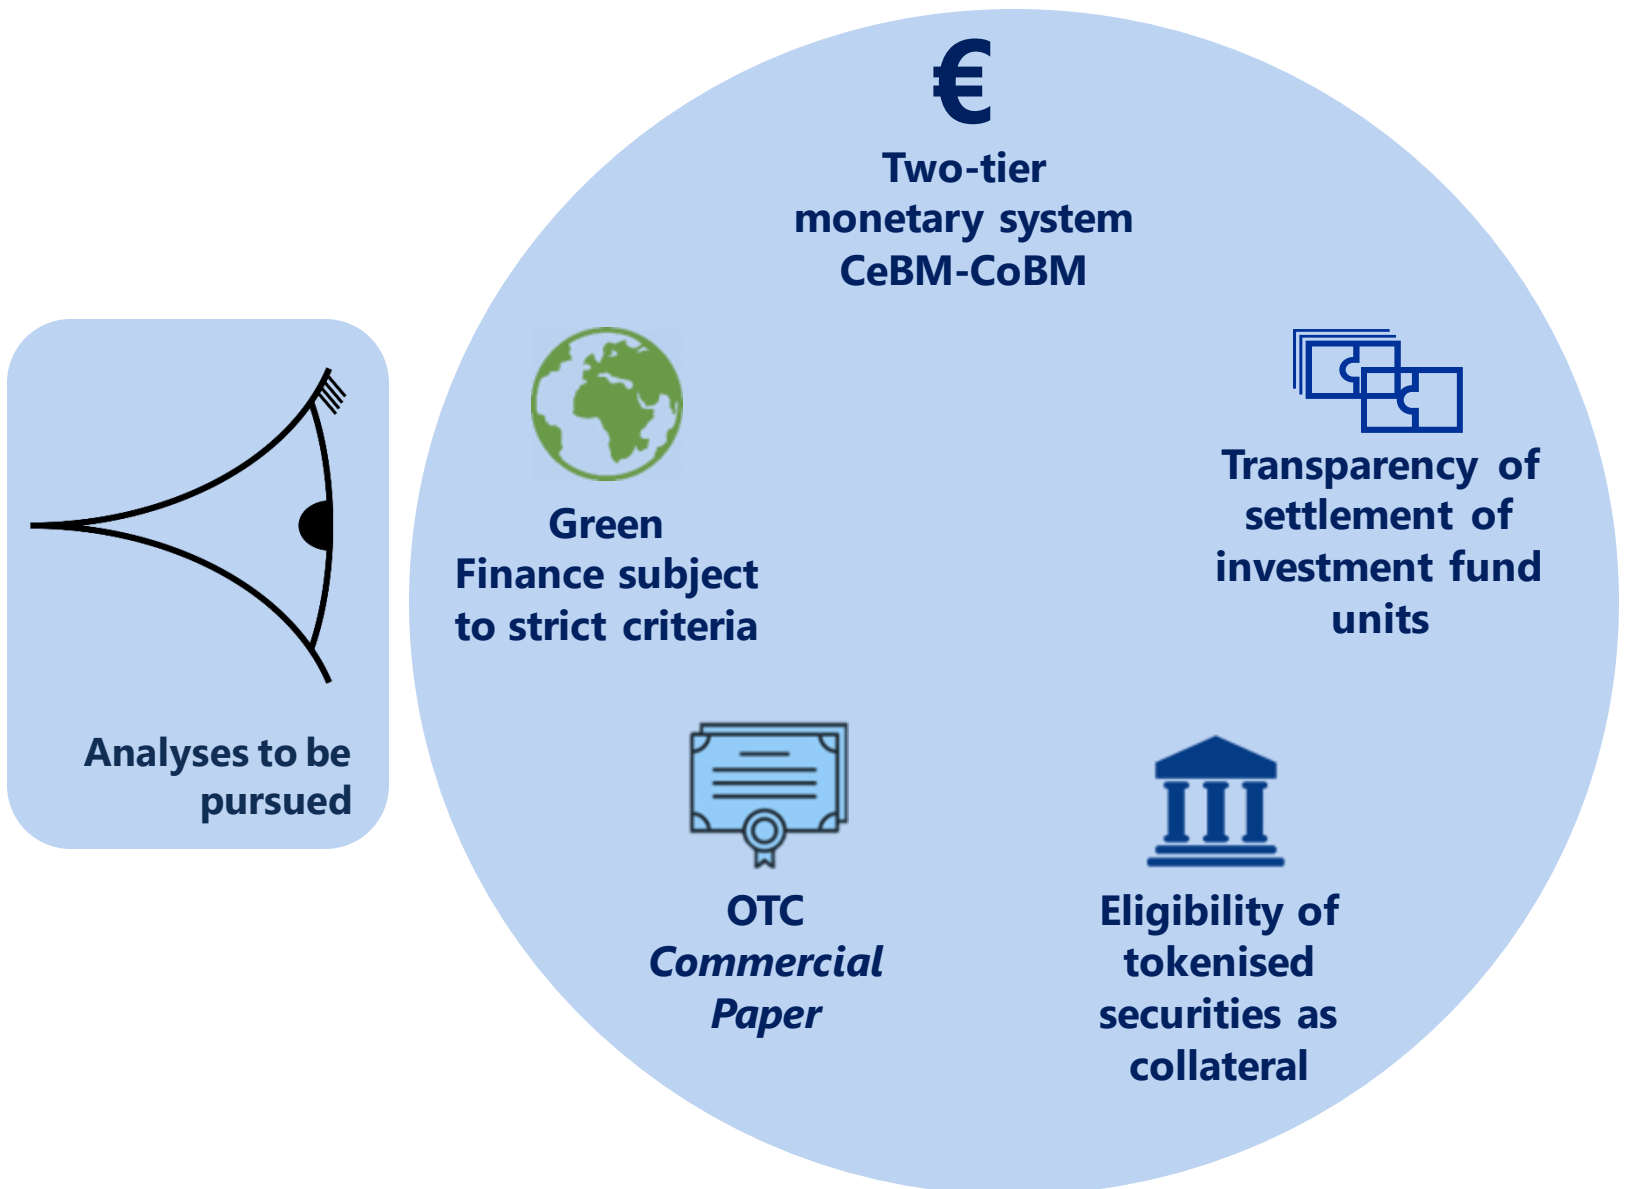 €
Two-tier
monetary system
CeBM-CoBM
Green
Finance subject
to strict criteria
Transparency of
settlement of
investment fund
units
Analyses to be
pursued
OTC
Commercial
Paper
Eligibility of
tokenised
securities as
collateral